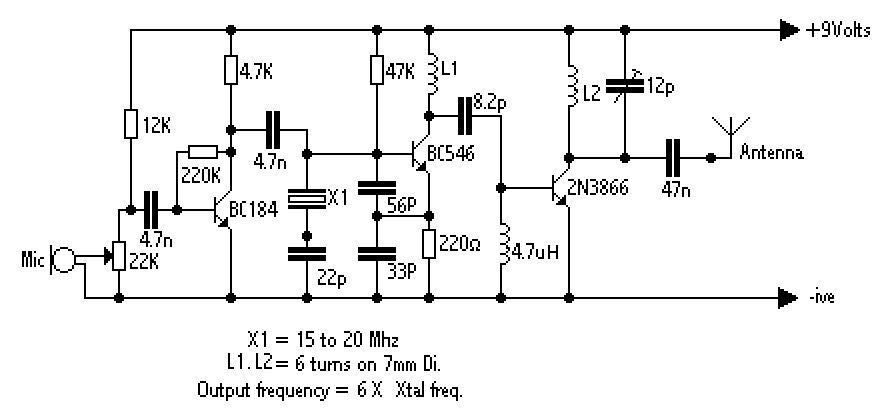 +9Volts
4.7K
47K
L1
8.2p
L2
12p
12K
220K
4.7n
BC546
Antenna
BC184
X1
56P
2N3866
47n
4.7n
Mic
22K
22p
33P
220Ω
4.7uH
-ive
X1 = 15 to 20 Mhz
L1.L2= 6 turns on 7mm Di.
Output frequency = 6 X Xtal freq.